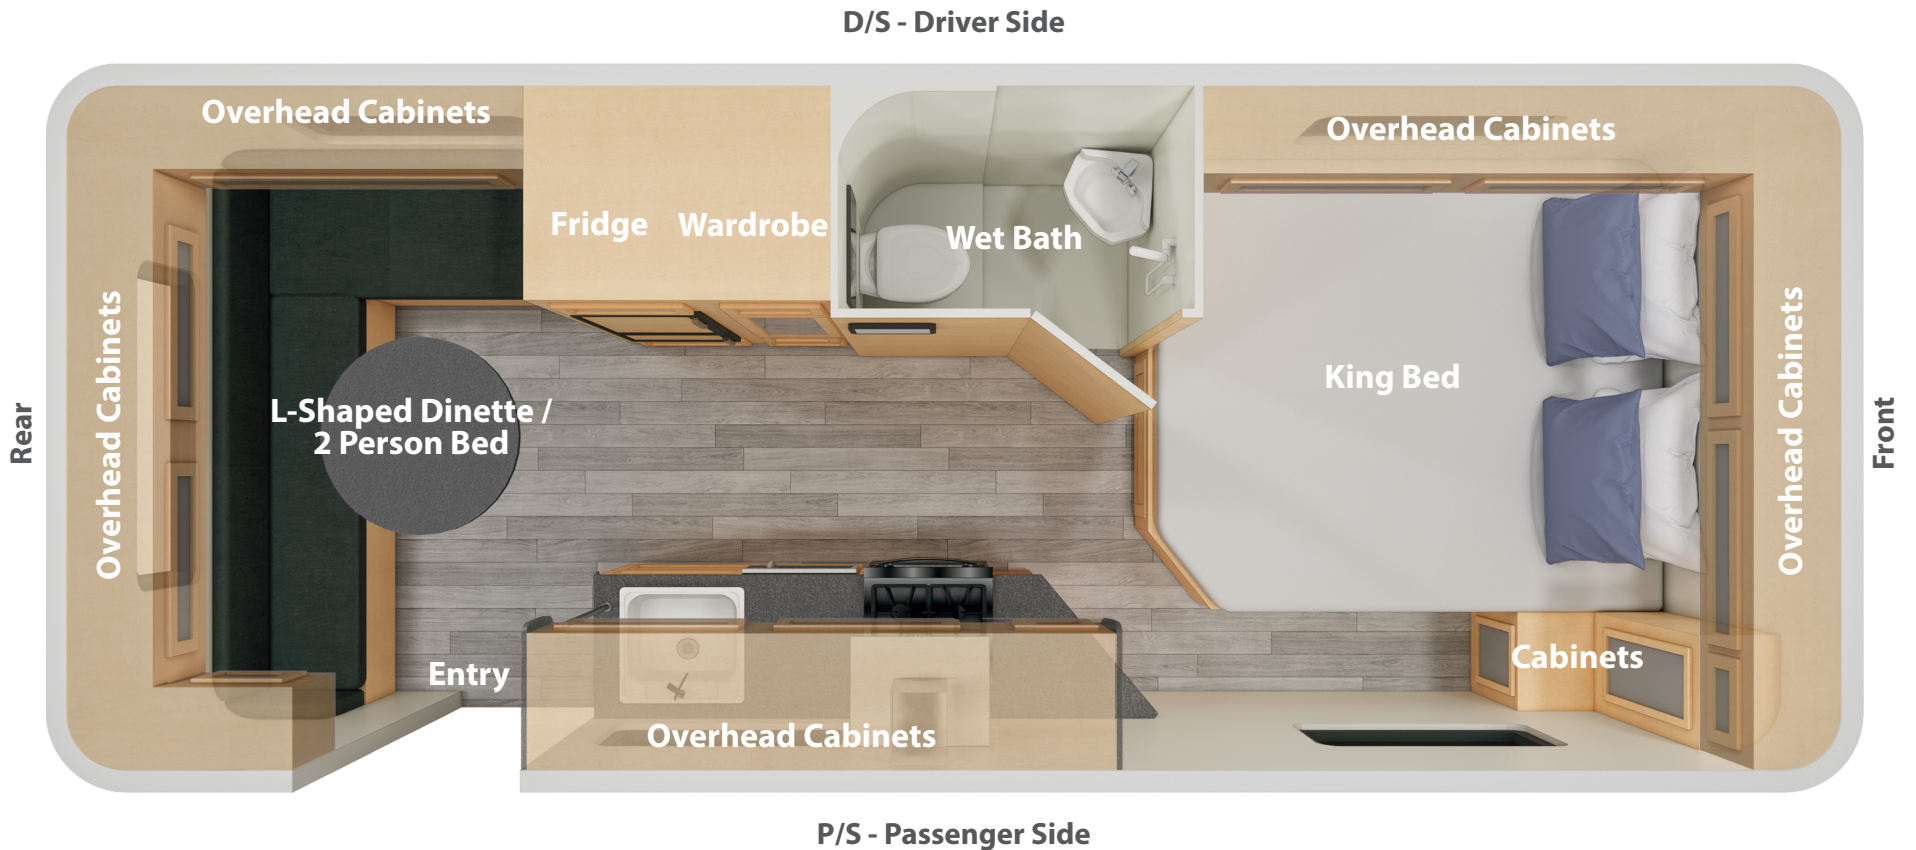 D/S - Driver Side
Overhead Cabinets
Overhead Cabinets
Fridge
Wardrobe
Wet Bath
Overhead Cabinets
L-Shaped Dinette /
2 Person Bed
King Bed
Overhead Cabinets
Rear
Front
Entry
Cabinets
Overhead Cabinets
P/S - Passenger Side